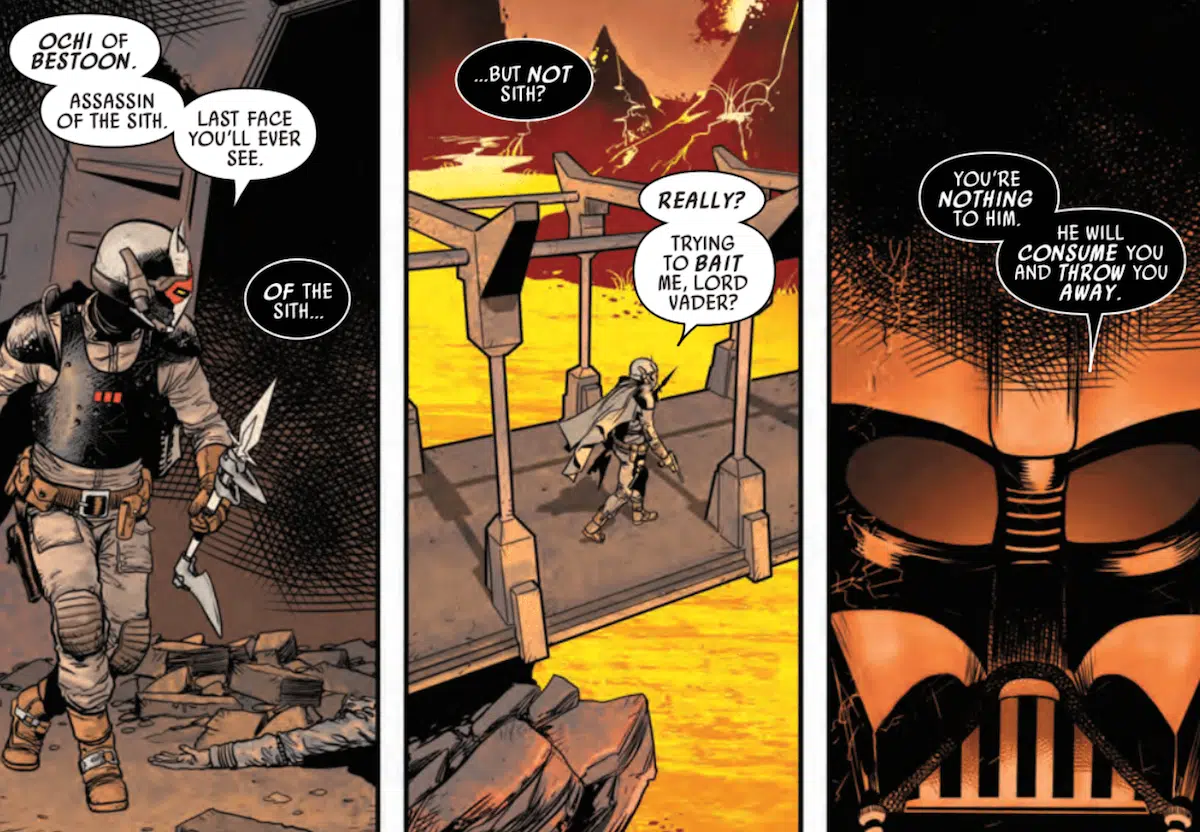 OCHI OF
BESTOON.
ASSASSIN
OF THE SITH.
LAST FACE
YOU'LL EVER
SEE.
OF THE
SITH...
...BUT NOT
SITH?
REALLY?
TRYING
TO BAIT
ME, LORD
VADER?
YOU'RE
NOTHING
TO HIM.
HE WILL
CONSUME YOU
AND THROW YOU
AWAY.